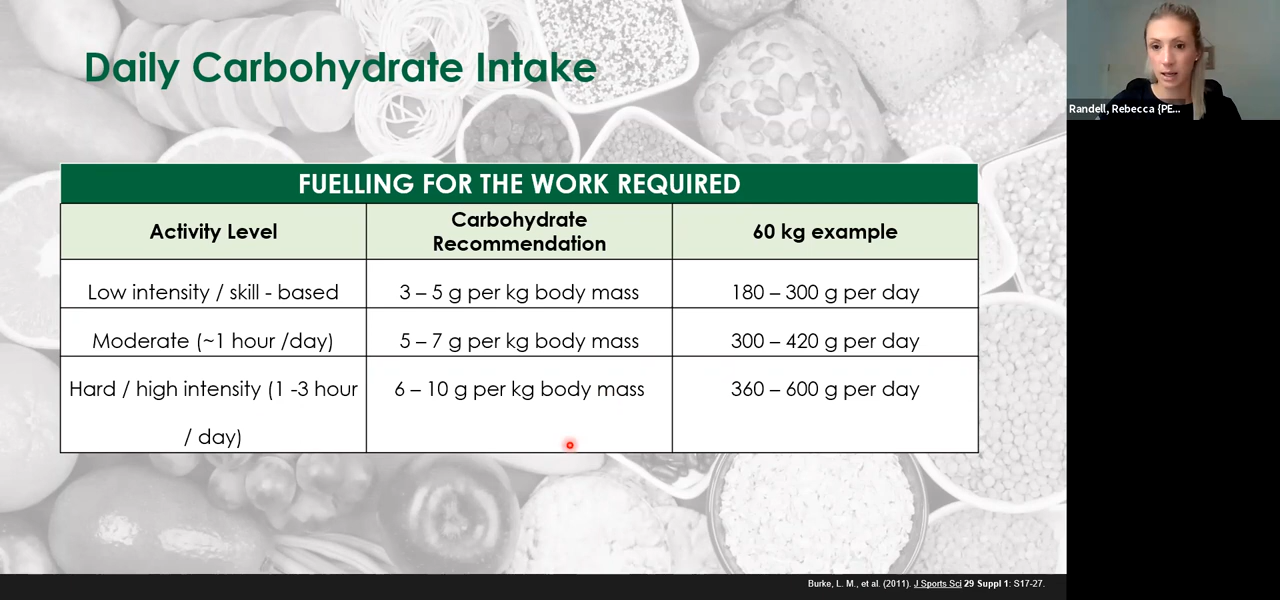 Daily Carbohydrate Intake
Randell, Rebecca {PE...
FUELLING FOR THE WORK REQUIRED
Activity Level
Carbohydrate
Recommendation
60 kg example
Low intensity / skill - based
3 – 5 g per kg body mass
180 – 300 g per day
Moderate (~1 hour /day)
5 – 7 g per kg body mass
300 – 420 g per day
Hard / high intensity (1 -3 hour
/ day)
6 – 10 g per kg body mass
360 – 600 g per day
Burke, L. M., et al. (2011). J Sports Sci 29 Suppl 1: S17-27.